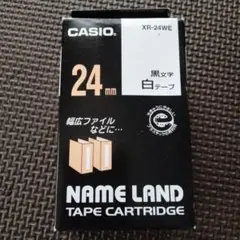 CASIO.
XR-24WE
24mm
黒文字
白テープ
幅広ファイル
などに…
NAME LAND
TAPE CARTRIDGE